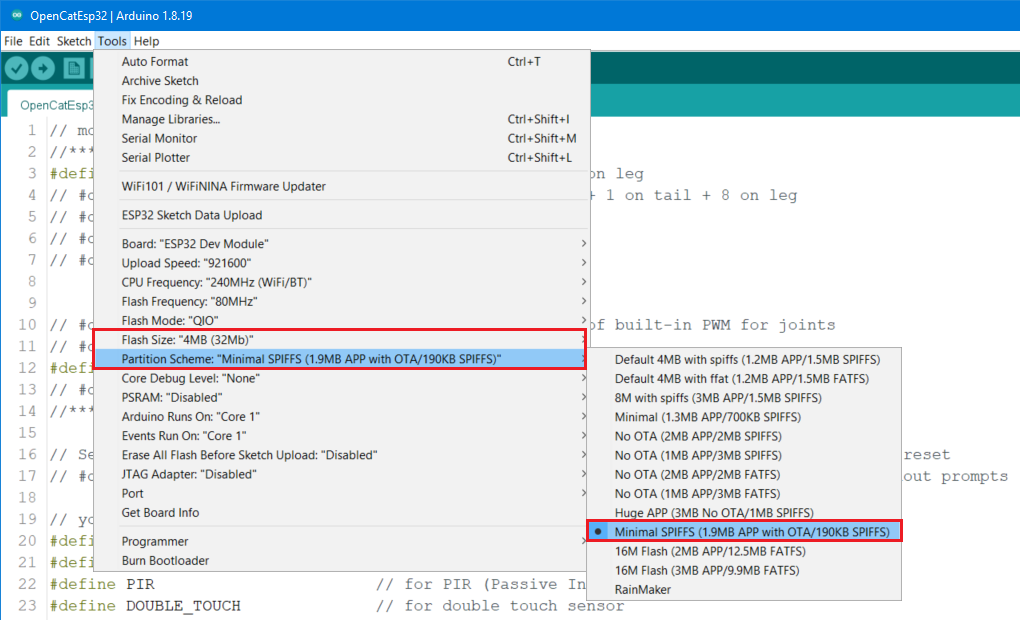 OpenCatEsp32 | Arduino 1.8.19
File Edit Sketch Tools Help
OpenCatEsp3
Auto Format Ctrl+T
Archive Sketch
Fix Encoding & Reload
Manage Libraries... Ctrl+Shift+I
Serial Monitor Ctrl+Shift+M
Serial Plotter Ctrl+Shift+L
WiFi101 / WiFiNINA Firmware Updater
ESP32 Sketch Data Upload
Board: "ESP32 Dev Module"
Upload Speed: "921600"
CPU Frequency: "240MHz (WiFi/BT)"
Flash Frequency: "80MHz"
Flash Mode: "QIO"
Flash Size: "4MB (32Mb)"
Partition Scheme: "Minimal SPIFFS (1.9MB APP with OTA/190KB SPIFFS)"
Core Debug Level: "None"
PSRAM: "Disabled"
Arduino Runs On: "Core 1"
Events Run On: "Core 1"
Erase All Flash Before Sketch Upload: "Disabled"
JTAG Adapter: "Disabled"
Port
Get Board Info
Programmer
Burn Bootloader
Default 4MB with spiffs (1.2MB APP/1.5MB SPIFFS)
Default 4MB with ffat (1.2MB APP/1.5MB FATFS)
8M with spiffs (3MB APP/1.5MB SPIFFS)
Minimal (1.3MB APP/700KB SPIFFS)
No OTA (2MB APP/2MB SPIFFS)
No OTA (1MB APP/3MB SPIFFS)
No OTA (2MB APP/2MB FATFS)
No OTA (1MB APP/3MB FATFS)
Huge APP (3MB No OTA/1MB SPIFFS)
Minimal SPIFFS (1.9MB APP with OTA/190KB SPIFFS)
16M Flash (2MB APP/12.5MB FATFS)
16M Flash (3MB APP/9.9MB FATFS)
RainMaker
1 // mo
2 //***
3 #defi on leg
4 // #d + 1 on tail + 8 on leg
5 // #d
6 // #d
7 // #d
8
9
10 // #d of built-in PWM for joints
11 // #d
12 #defi
13 // #d
14 //***
15
16 // Se reset
17 // #d out prompts
18
19 // yo
20 #defi
21 #defi
22 #define PIR // for PIR (Passive In
23 #define DOUBLE_TOUCH // for double touch sensor